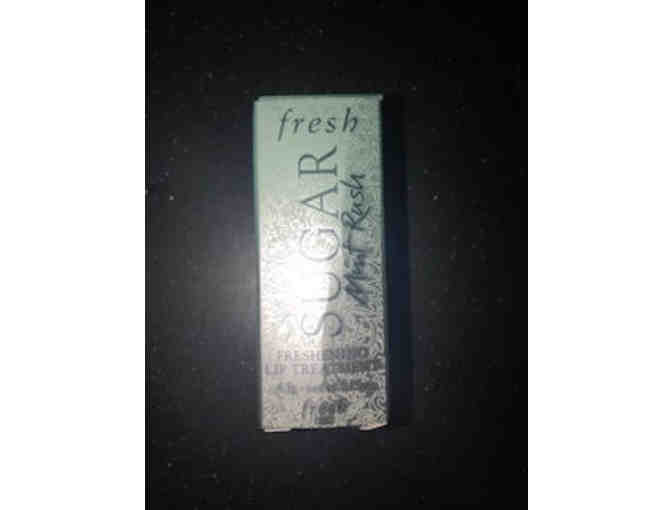 fresh
SUGAR
Mint Rush
FRESHENING
LIP TREATMENT
fresh